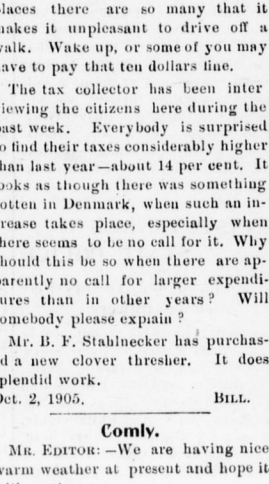 places there are so many that it
makes it unpleasant to drive off a
walk. Wake up, or some of you may
have to pay that ten dollars line.
The tax collector has been inter
viewing the citizens here during the
past week. Everybody is surprised
to find their taxes considerably higher
than last year—about 14 per cent. It
looks as though there was something
rotten in Denmark, when such an in-
crease takes place, especially when
there seems to be no call for it. Why
should this be so when there are ap-
parently no call for larger expendi-
tures than in other years? Will
somebody please explain?
Mr. B. F. Stahlnecker has purchas-
ed a new clover thresher. It does
splendid work.
Oct. 2, 1905. BILL.
Comly.
MR. EDITOR:—We are having nice
warm weather at present and hope it